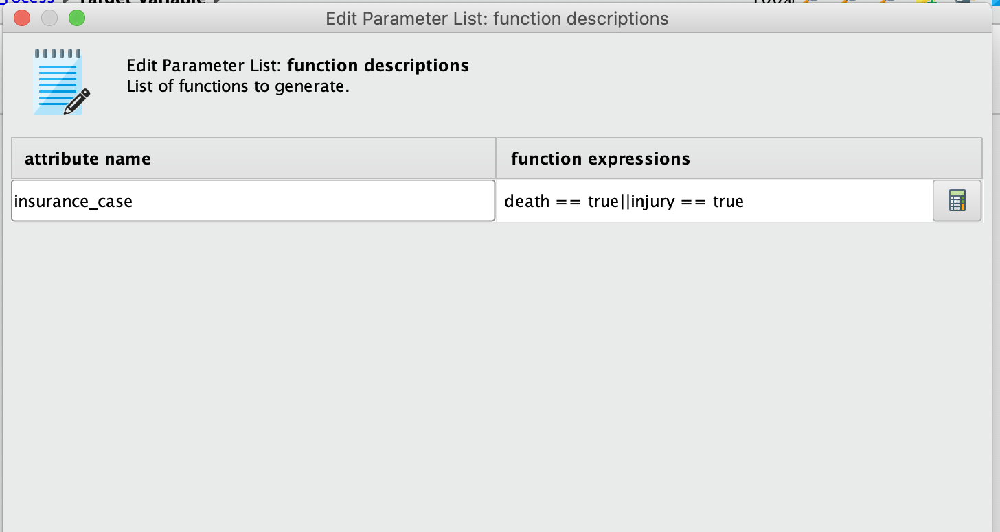 Edit Parameter List: function descriptions
Edit Parameter List: function descriptions
List of functions to generate.
attribute name function expressions
insurance_case death == true||injury == true